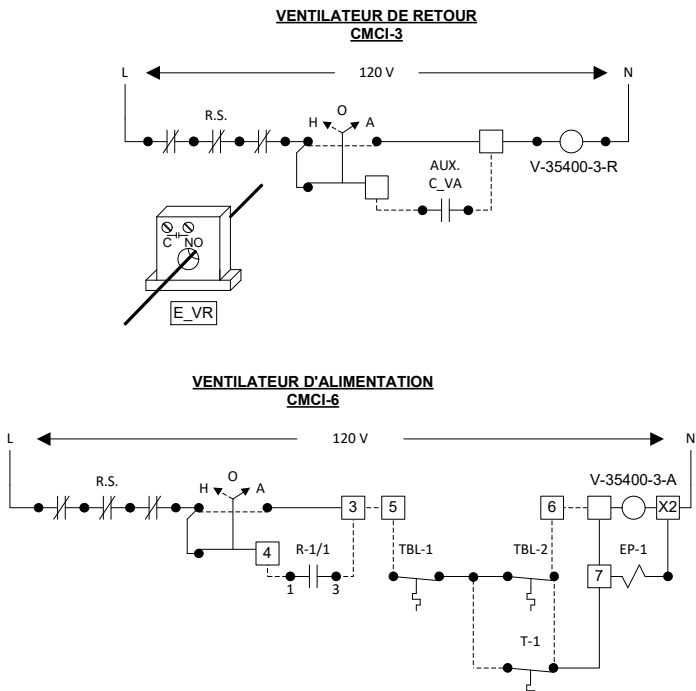 VENTILATEUR DE RETOUR
CMCI-3
L
120 V
N
R.S.
H
O
A
AUX.
C_VA
V-35400-3-R
C
NO
E_VR
VENTILATEUR D'ALIMENTATION
CMCI-6
L
120 V
N
R.S.
H
O
A
V-35400-3-A
3
5
6
X2
4
R-1/1
1
3
TBL-1
TBL-2
EP-1
7
T-1